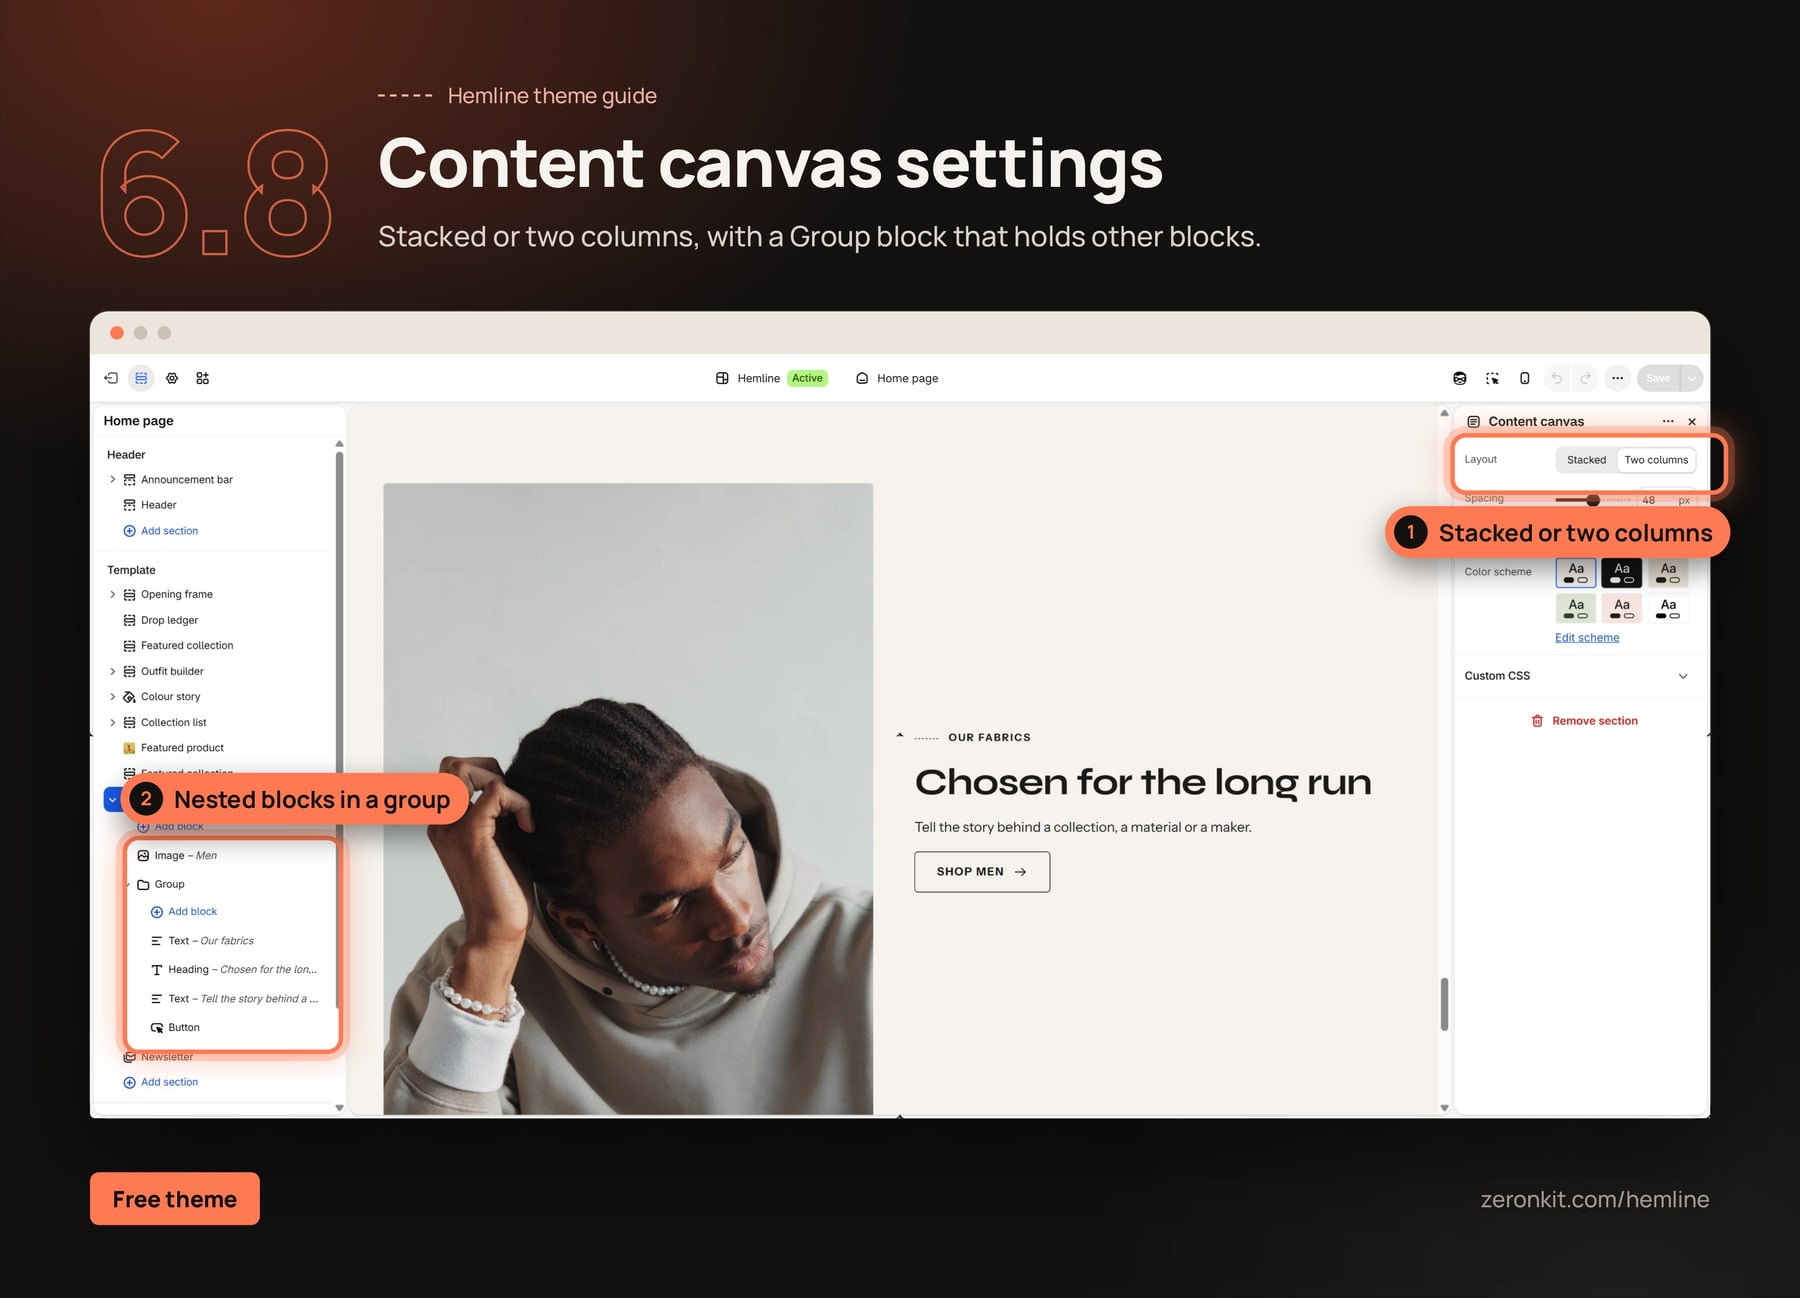 Hemline theme guide
6.8
Content canvas settings
Stacked or two columns, with a Group block that holds other blocks.
Hemline Active Home page
Save
Home page
Header
Announcement bar
Header
Add section
Template
Opening frame
Drop ledger
Featured collection
Outfit builder
Colour story
Collection list
Featured product
Featured collection
2 Nested blocks in a group
Add block
Image – Men
Group
Add block
Text – Our fabrics
Heading – Chosen for the lon...
Text – Tell the story behind a ...
Button
Newsletter
Add section
OUR FABRICS
Chosen for the long run
Tell the story behind a collection, a material or a maker.
SHOP MEN
Content canvas
Layout Stacked Two columns
Spacing 48 px
1 Stacked or two columns
Color scheme Aa Aa Aa
Aa Aa Aa
Edit scheme
Custom CSS
Remove section
Free theme
zeronkit.com/hemline